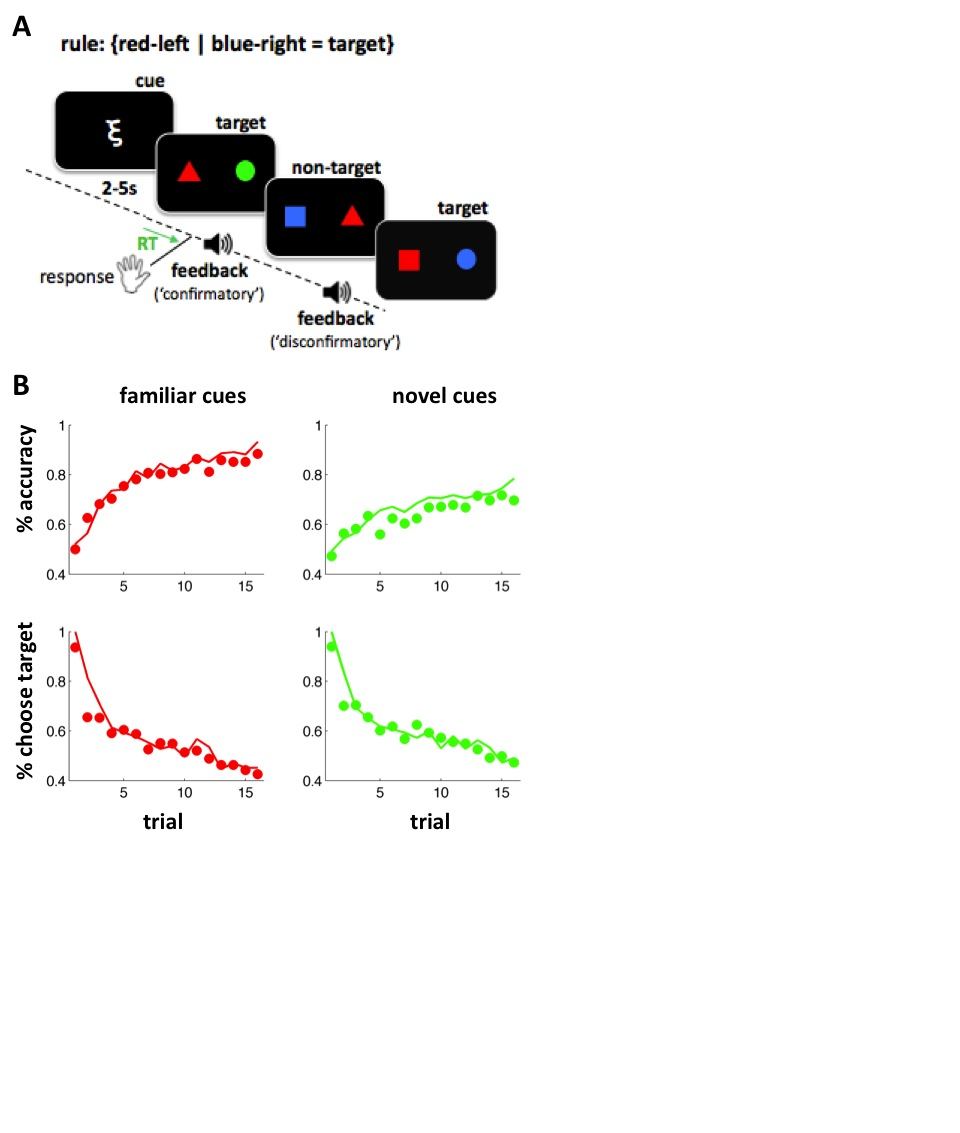 A
rule: {red-left | blue-right = target}
cue
ξ
target
non-target
target
2-5s
RT
response
feedback
(‘confirmatory’)
feedback
(‘disconfirmatory’)
B
familiar cues
novel cues
% accuracy
1
0.8
0.6
0.4
5 10 15
1
0.8
0.6
0.4
5 10 15
% choose target
1
0.8
0.6
0.4
5 10 15
1
0.8
0.6
0.4
5 10 15
trial
trial